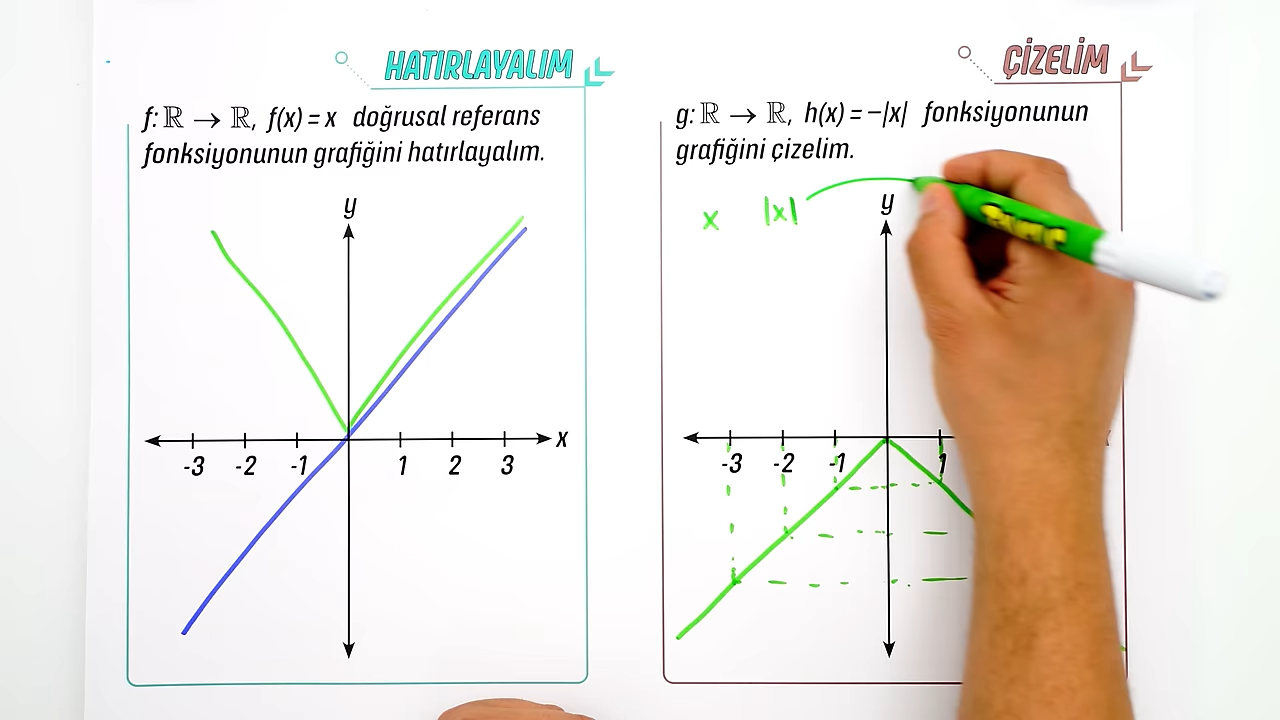 HATIRLAYALIM
f: ℝ → ℝ, f(x) = x doğrusal referans
fonksiyonunun grafiğini hatırlayalım.
y
x
-3 -2 -1 1 2 3
ÇİZELİM
g: ℝ → ℝ, h(x) = −|x| fonksiyonunun
grafiğini çizelim.
x |x|
y
-3 -2 -1 1
x